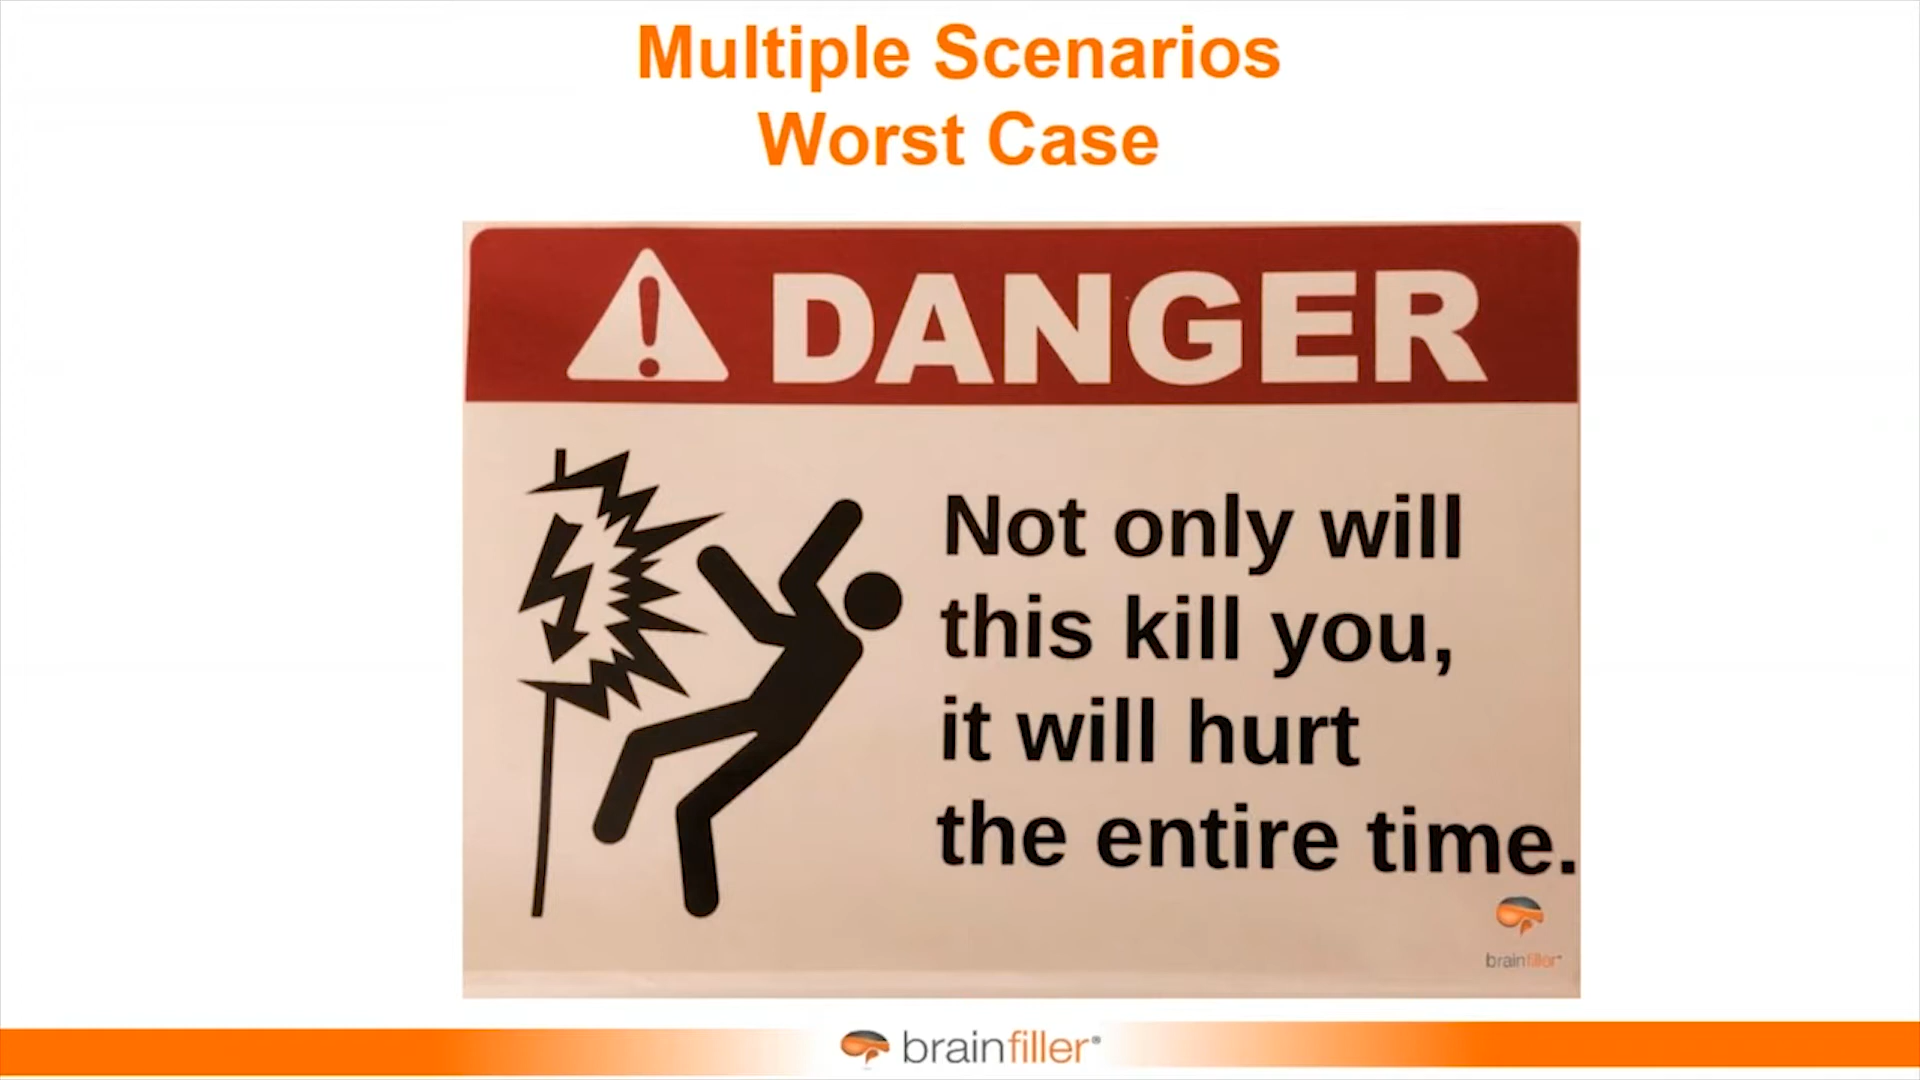 Multiple Scenarios
Worst Case
DANGER
Not only will
this kill you,
it will hurt
the entire time.
brainfiller
brainfiller®